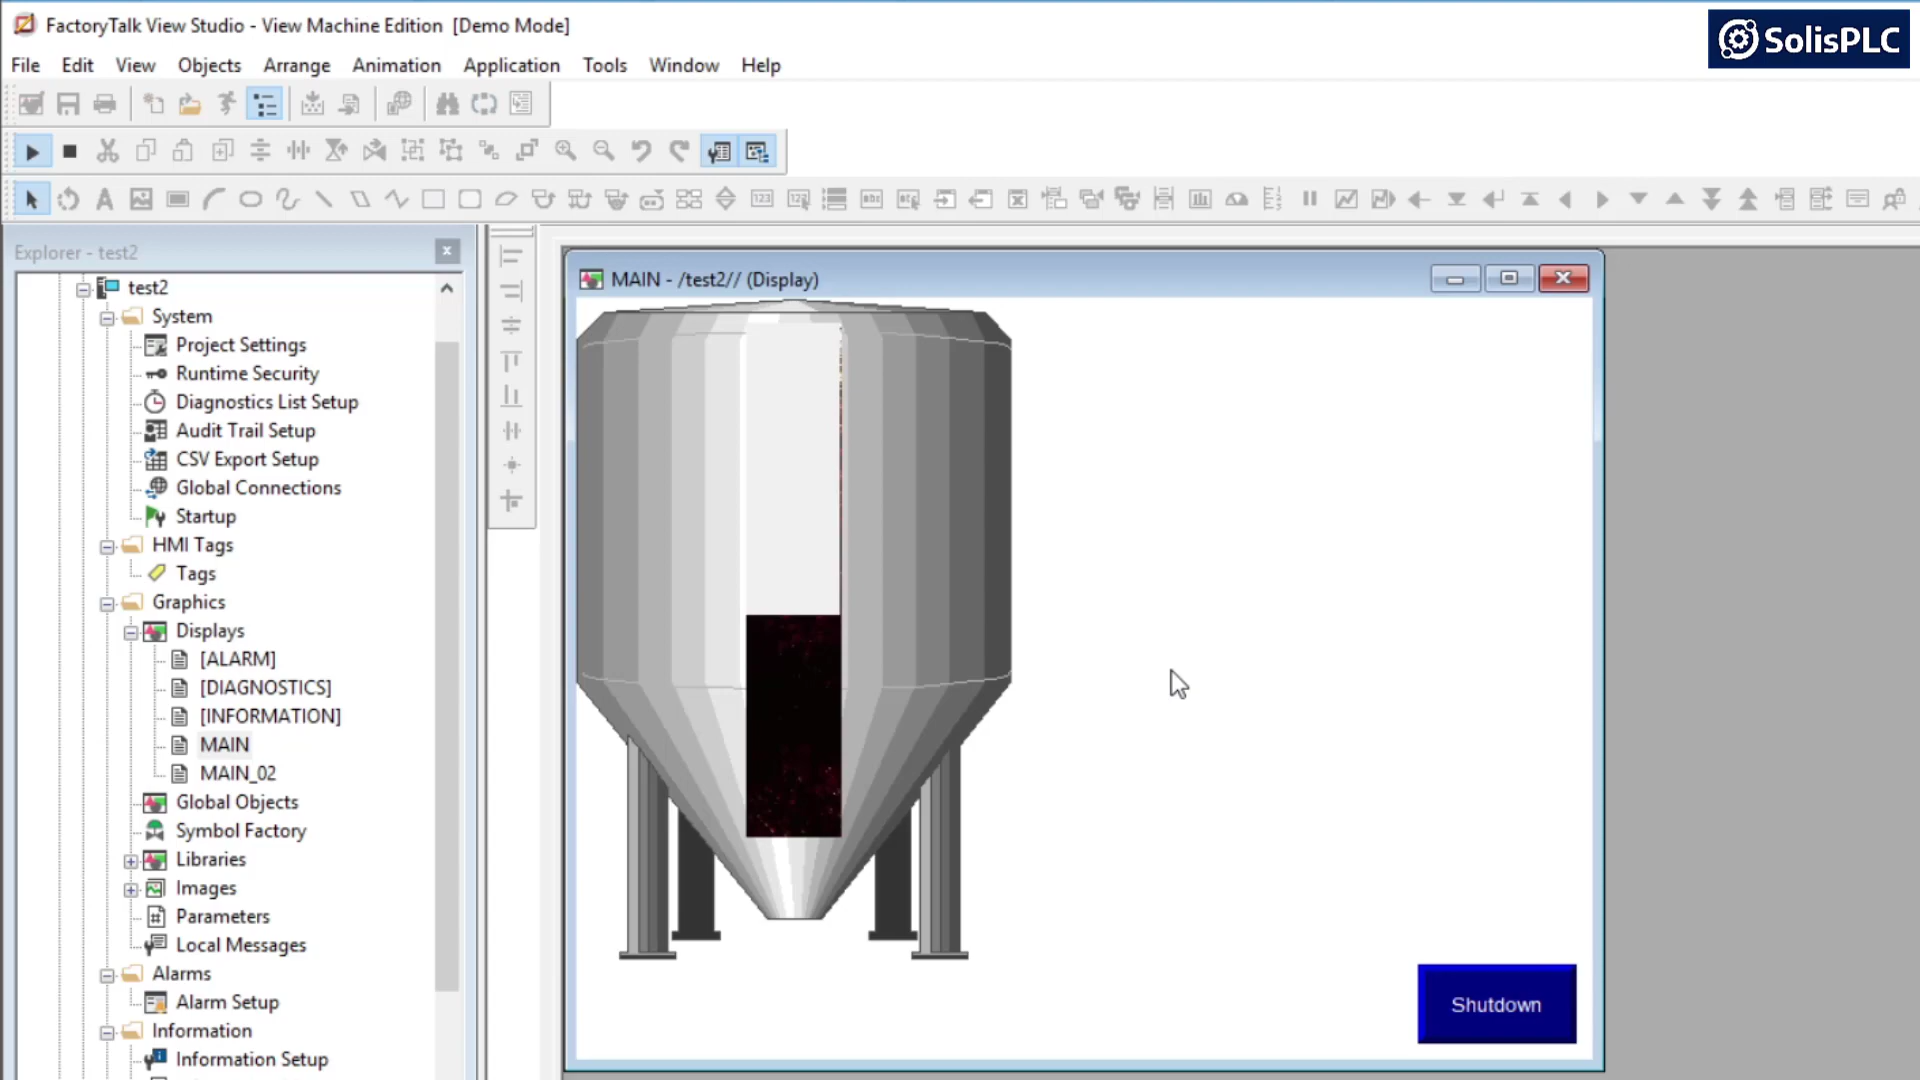 FactoryTalk View Studio - View Machine Edition  [Demo Mode]
SolisPLC
File Edit View Objects Arrange Animation Application Tools Window Help
Explorer - test2
test2
System
Project Settings
Runtime Security
Diagnostics List Setup
Audit Trail Setup
CSV Export Setup
Global Connections
Startup
HMI Tags
Tags
Graphics
Displays
[ALARM]
[DIAGNOSTICS]
[INFORMATION]
MAIN
MAIN_02
Global Objects
Symbol Factory
Libraries
Images
Parameters
Local Messages
Alarms
Alarm Setup
Information
Information Setup
MAIN - /test2// (Display)
Shutdown